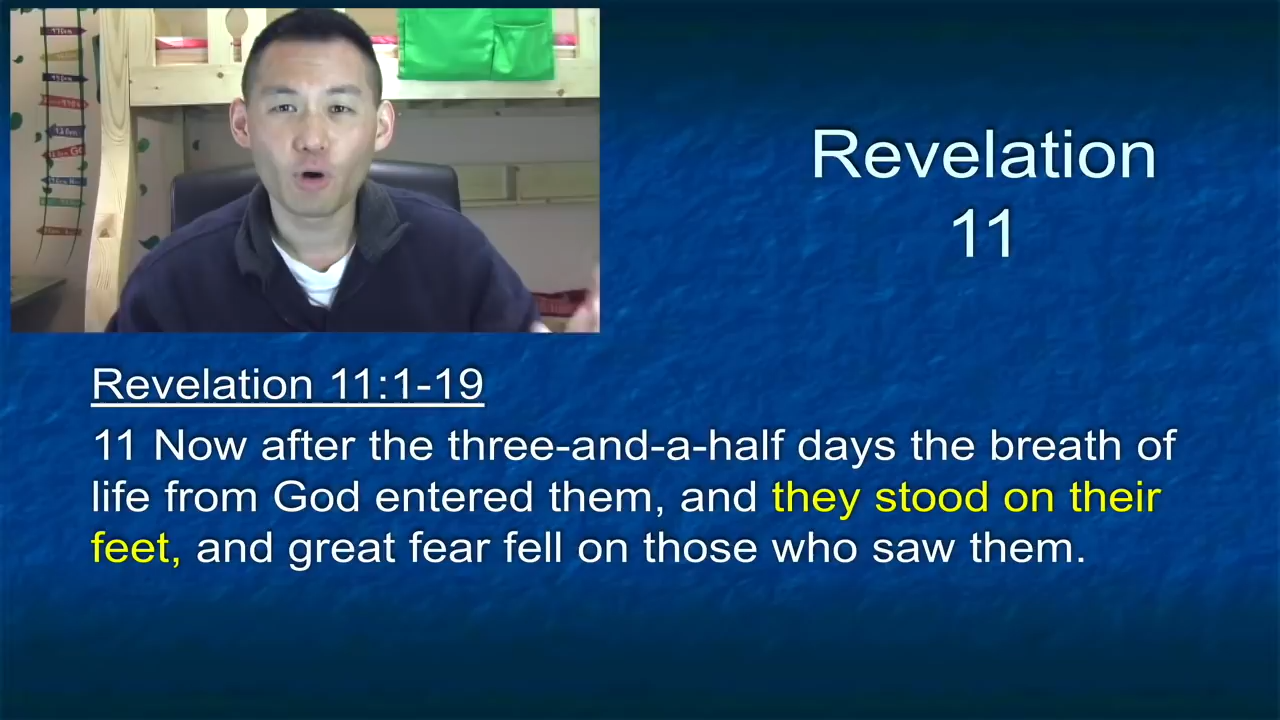 Revelation
11
Revelation 11:1-19
11 Now after the three-and-a-half days the breath of
life from God entered them, and they stood on their
feet, and great fear fell on those who saw them.